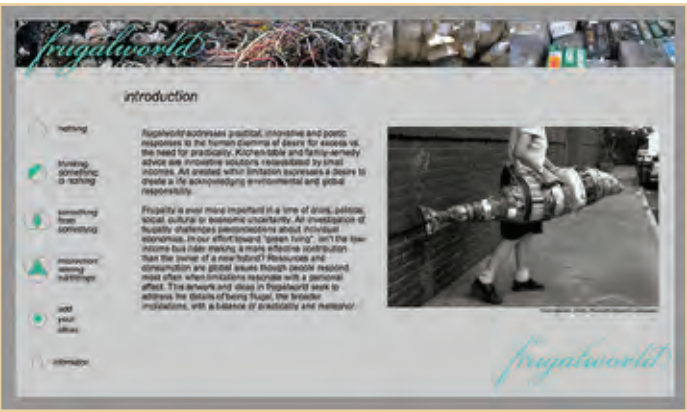 frugalworld
introduction
nothing
thinking
something
or nothing
something
from
something
interaction
among
nothings
add
your
ideas
information
frugalworld addresses practical, innovative and poetic
responses to the human dilemma of desire for excess vs.
the need for practicality. Kitchen-table and family-remedy
advice are innovative solutions necessitated by small
incomes. Art created within limitation expresses a desire to
create a life acknowledging environmental and global
responsibility.
Frugality is ever more important in a time of crisis, political,
social, cultural or economic uncertainty. An investigation of
frugality challenges preconceptions about individual
economics. In our effort toward "green living", isn't the low-
income bus rider making a more effective contribution
than the owner of a new hybrid? Resources and
consumption are global issues though people respond
most often when limitations resonate with a personal
affect. The artwork and ideas in frugalworld seek to
address the details of being frugal, the broader
implications, with a balance of practicality and metaphor.
frugalworld